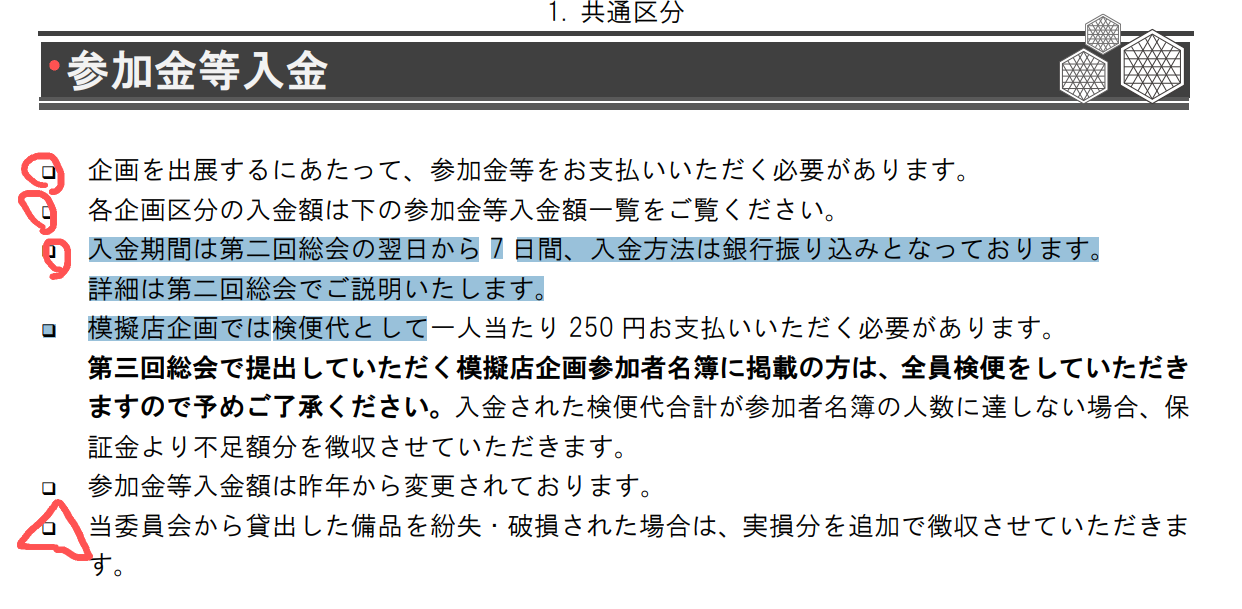 1. 共通区分
参加金等入金
❑ 企画を出展するにあたって、参加金等をお支払いいただく必要があります。
❑ 各企画区分の入金額は下の参加金等入金額一覧をご覧ください。
❑ 入金期間は第二回総会の翌日から 7 日間、入金方法は銀行振り込みとなっております。
詳細は第二回総会でご説明いたします。
❑ 模擬店企画では検便代として一人当たり 250 円お支払いいただく必要があります。
第三回総会で提出していただく模擬店企画参加者名簿に掲載の方は、全員検便をしていただき
ますので予めご了承ください。入金された検便代合計が参加者名簿の人数に達しない場合、保
証金より不足額分を徴収させていただきます。
❑ 参加金等入金額は昨年から変更されております。
❑ 当委員会から貸出した備品を紛失・破損された場合は、実損分を追加で徴収させていただきま
す。